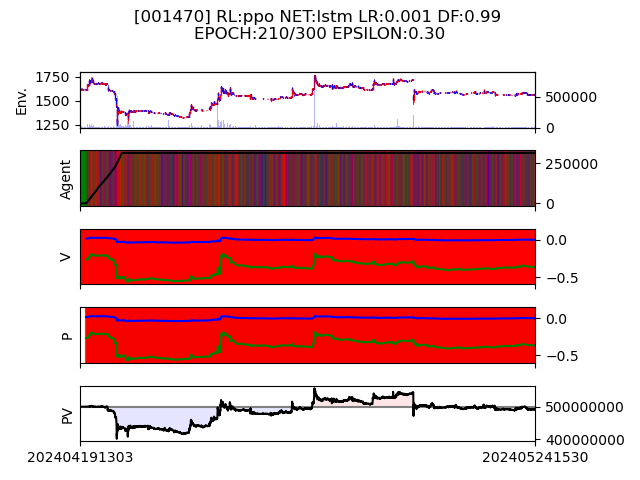 [001470] RL:ppo NET:lstm LR:0.001 DF:0.99
EPOCH:210/300 EPSILON:0.30
Env.
1750
1500
1250
500000
0
Agent
250000
0
V
0.0
−0.5
P
0.0
−0.5
PV
500000000
400000000
202404191303
202405241530